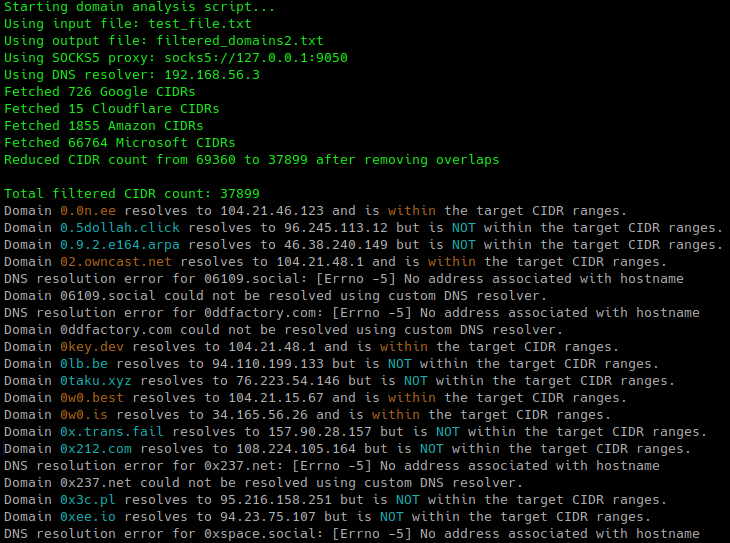 Starting domain analysis script...
Using input file: test_file.txt
Using output file: filtered_domains2.txt
Using SOCKS5 proxy: socks5://127.0.0.1:9050
Using DNS resolver: 192.168.56.3
Fetched 726 Google CIDRs
Fetched 15 Cloudflare CIDRs
Fetched 1855 Amazon CIDRs
Fetched 66764 Microsoft CIDRs
Reduced CIDR count from 69360 to 37899 after removing overlaps
Total filtered CIDR count: 37899
Domain 0.0n.ee resolves to 104.21.46.123 and is within the target CIDR ranges.
Domain 0.5dollah.click resolves to 96.245.113.12 but is NOT within the target CIDR ranges.
Domain 0.9.2.e164.arpa resolves to 46.38.240.149 but is NOT within the target CIDR ranges.
Domain 02.owncast.net resolves to 104.21.48.1 and is within the target CIDR ranges.
DNS resolution error for 06109.social: [Errno -5] No address associated with hostname
Domain 06109.social could not be resolved using custom DNS resolver.
DNS resolution error for 0ddfactory.com: [Errno -5] No address associated with hostname
Domain 0ddfactory.com could not be resolved using custom DNS resolver.
Domain 0key.dev resolves to 104.21.48.1 and is within the target CIDR ranges.
Domain 0lb.be resolves to 94.110.199.133 but is NOT within the target CIDR ranges.
Domain 0taku.xyz resolves to 76.223.54.146 but is NOT within the target CIDR ranges.
Domain 0w0.best resolves to 104.21.15.67 and is within the target CIDR ranges.
Domain 0w0.is resolves to 34.165.56.26 and is within the target CIDR ranges.
Domain 0x.trans.fail resolves to 157.90.28.157 but is NOT within the target CIDR ranges.
Domain 0x212.com resolves to 108.224.105.164 but is NOT within the target CIDR ranges.
DNS resolution error for 0x237.net: [Errno -5] No address associated with hostname
Domain 0x237.net could not be resolved using custom DNS resolver.
Domain 0x3c.pl resolves to 95.216.158.251 but is NOT within the target CIDR ranges.
Domain 0xee.io resolves to 94.23.75.107 but is NOT within the target CIDR ranges.
DNS resolution error for 0xspace.social: [Errno -5] No address associated with hostname